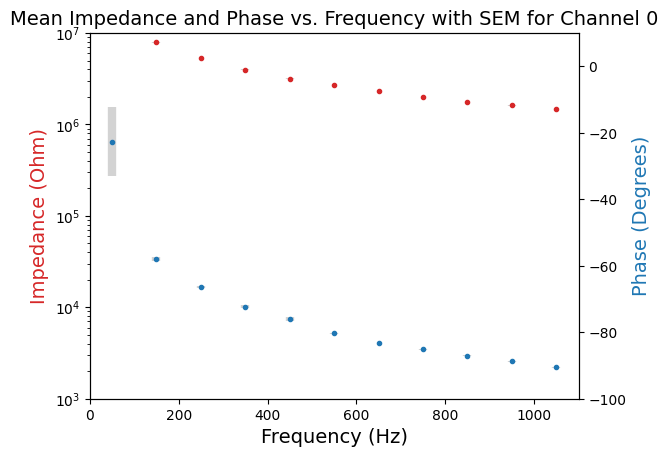 Mean Impedance and Phase vs. Frequency with SEM for Channel 0
Impedance (Ohm)
10^7
10^6
10^5
10^4
10^3
0 200 400 600 800 1000
Frequency (Hz)
0
−20
−40
−60
−80
−100
Phase (Degrees)